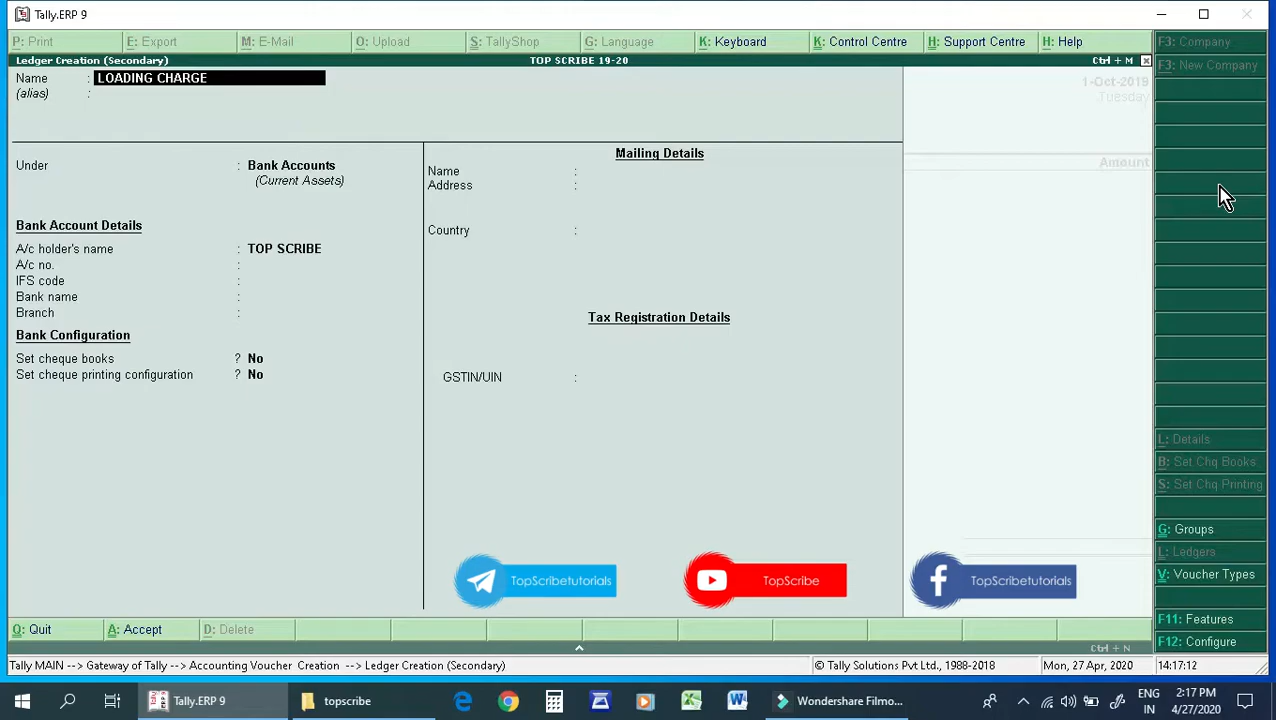 Tally.ERP 9
P: Print E: Export M: E-Mail O: Upload S: TallyShop G: Language K: Keyboard K: Control Centre H: Support Centre H: Help F3: Company
Ledger Creation (Secondary) TOP SCRIBE 19-20 Ctrl + M
F3: New Company
Name : LOADING CHARGE
(alias) :
1-Oct-2019
Tuesday
Under : Bank Accounts
(Current Assets)
Mailing Details
Amount
Name :
Address :
Bank Account Details
Country :
A/c holder's name : TOP SCRIBE
A/c no. :
IFS code :
Bank name :
Branch :
Tax Registration Details
Bank Configuration
Set cheque books ? No
Set cheque printing configuration ? No
GSTIN/UIN :
L: Details
B: Set Chq Books
S: Set Chq Printing
G: Groups
L: Ledgers
V: Voucher Types
F11: Features
F12: Configure
TopScribetutorials TopScribe TopScribetutorials
Q: Quit A: Accept D: Delete
Ctrl + N
Tally MAIN --> Gateway of Tally --> Accounting Voucher Creation --> Ledger Creation (Secondary) © Tally Solutions Pvt Ltd., 1988-2018 Mon, 27 Apr, 2020 14:17:12
Tally.ERP 9 topscribe Wondershare Filmo... ENG 2:17 PM
IN 4/27/2020